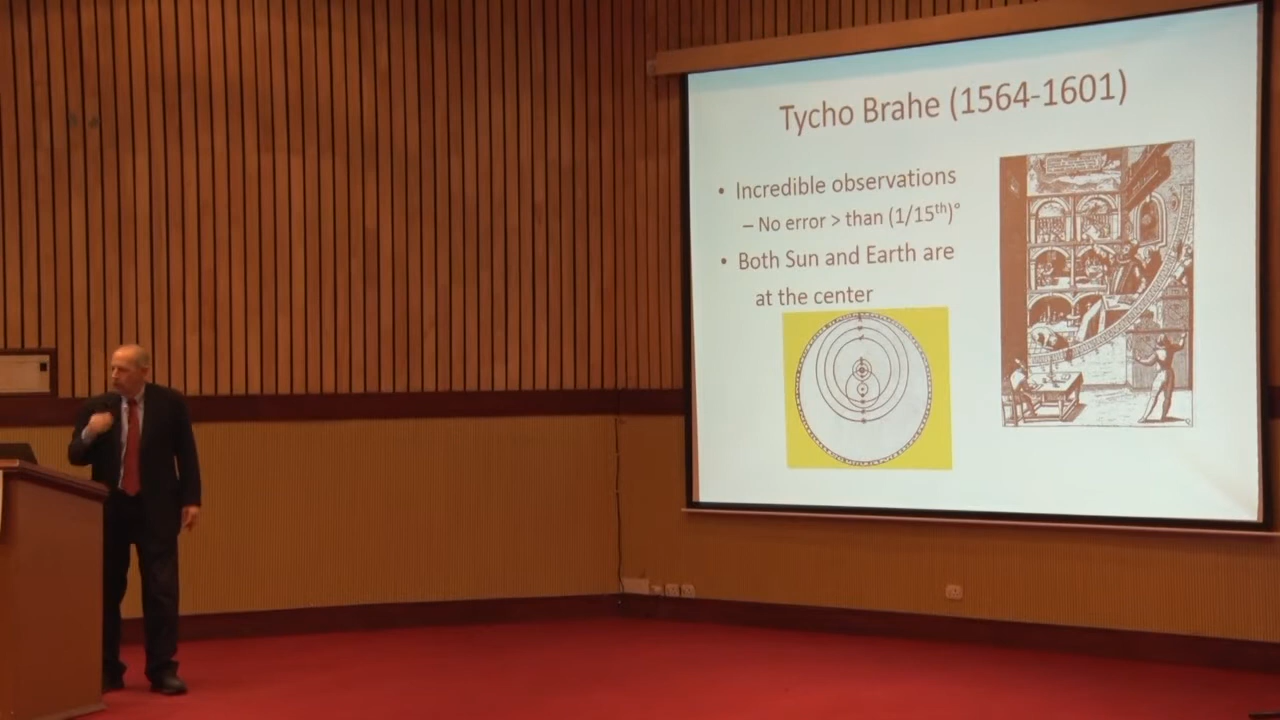 Tycho Brahe (1564-1601)
• Incredible observations
– No error > than (1/15th)°
• Both Sun and Earth are
at the center